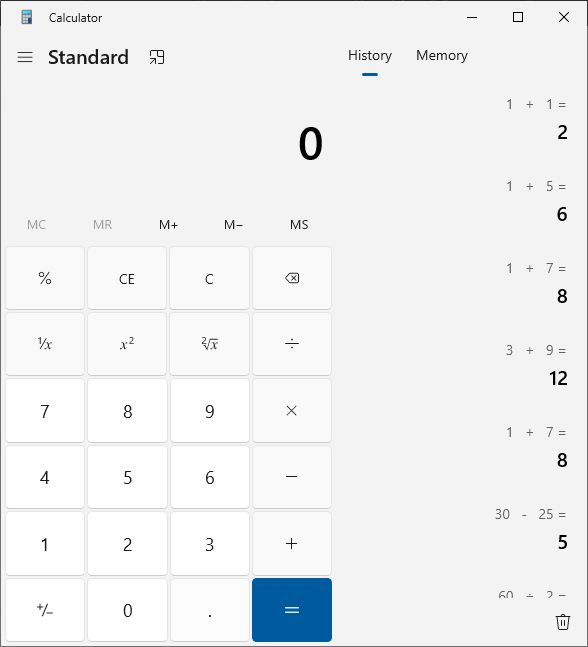 Calculator
Standard
History Memory
0
MC MR M+ M− MS
% CE C
⅟x x² ²√x ÷
7 8 9 ×
4 5 6 −
1 2 3 +
+/− 0 . =
1 + 1 =
2
1 + 5 =
6
1 + 7 =
8
3 + 9 =
12
1 + 7 =
8
30 - 25 =
5
60 ÷ 2 =